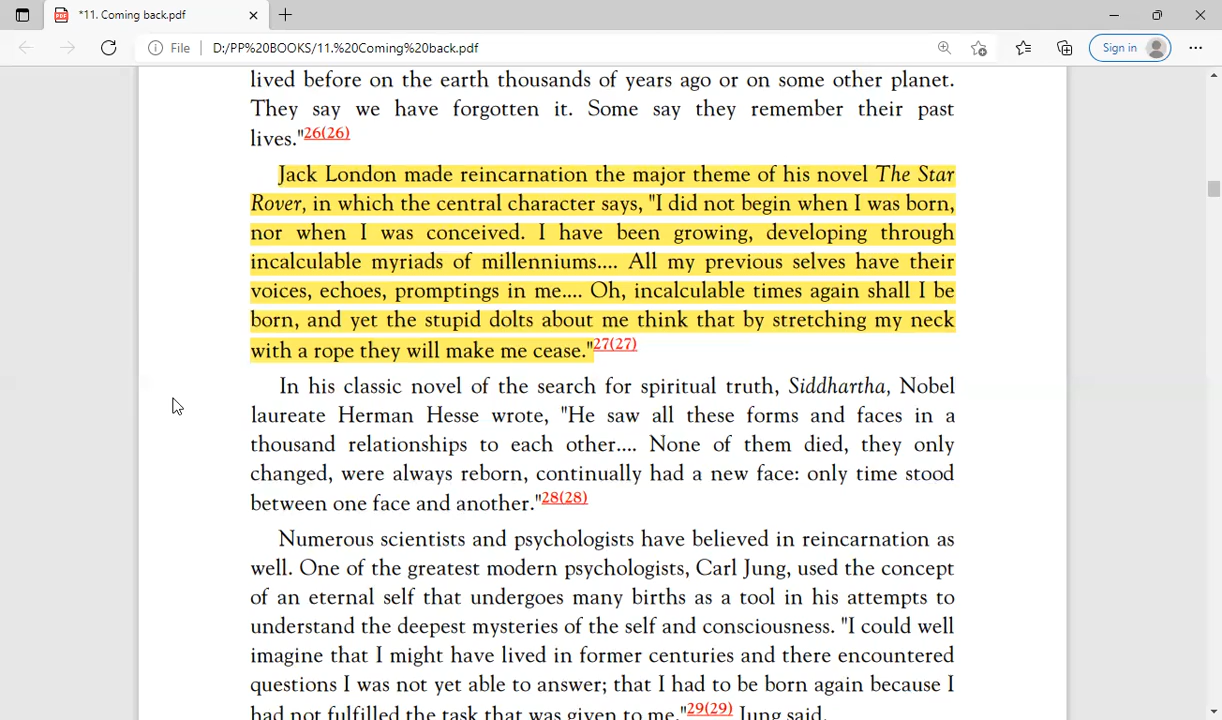 *11. Coming back.pdf
File D:/PP%20BOOKS/11.%20Coming%20back.pdf Sign in
lived before on the earth thousands of years ago or on some other planet.
They say we have forgotten it. Some say they remember their past
lives."26(26)
Jack London made reincarnation the major theme of his novel The Star
Rover, in which the central character says, "I did not begin when I was born,
nor when I was conceived. I have been growing, developing through
incalculable myriads of millenniums.... All my previous selves have their
voices, echoes, promptings in me.... Oh, incalculable times again shall I be
born, and yet the stupid dolts about me think that by stretching my neck
with a rope they will make me cease."27(27)
In his classic novel of the search for spiritual truth, Siddhartha, Nobel
laureate Herman Hesse wrote, "He saw all these forms and faces in a
thousand relationships to each other.... None of them died, they only
changed, were always reborn, continually had a new face: only time stood
between one face and another."28(28)
Numerous scientists and psychologists have believed in reincarnation as
well. One of the greatest modern psychologists, Carl Jung, used the concept
of an eternal self that undergoes many births as a tool in his attempts to
understand the deepest mysteries of the self and consciousness. "I could well
imagine that I might have lived in former centuries and there encountered
questions I was not yet able to answer; that I had to be born again because I
had not fulfilled the task that was given to me."29(29) Jung said.